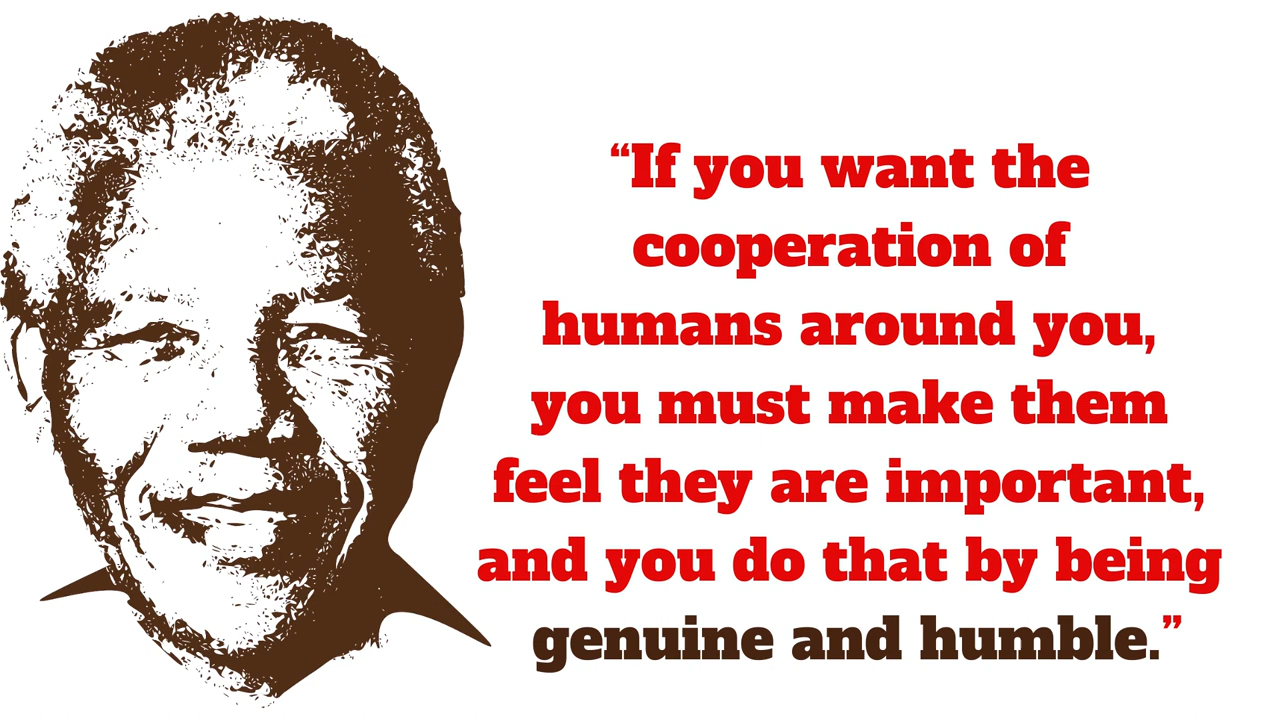 “If you want the
cooperation of
humans around you,
you must make them
feel they are important,
and you do that by being
genuine and humble.”